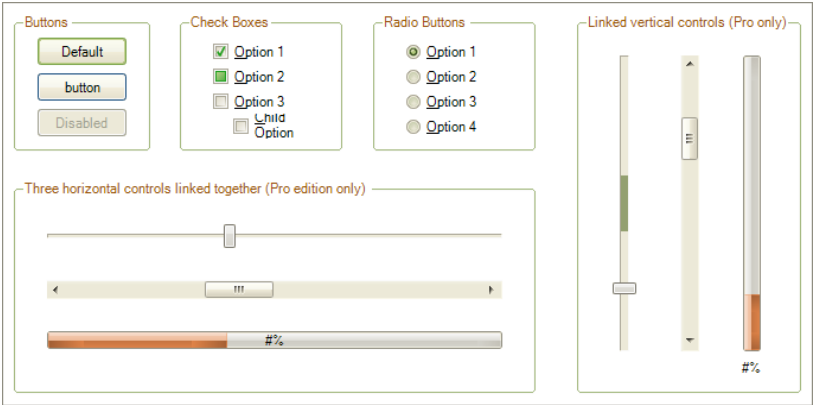 Buttons
Default
button
Disabled
Check Boxes
Option 1
Option 2
Option 3
Child
Option
Radio Buttons
Option 1
Option 2
Option 3
Option 4
Linked vertical controls (Pro only)
#%
Three horizontal controls linked together (Pro edition only)
#%